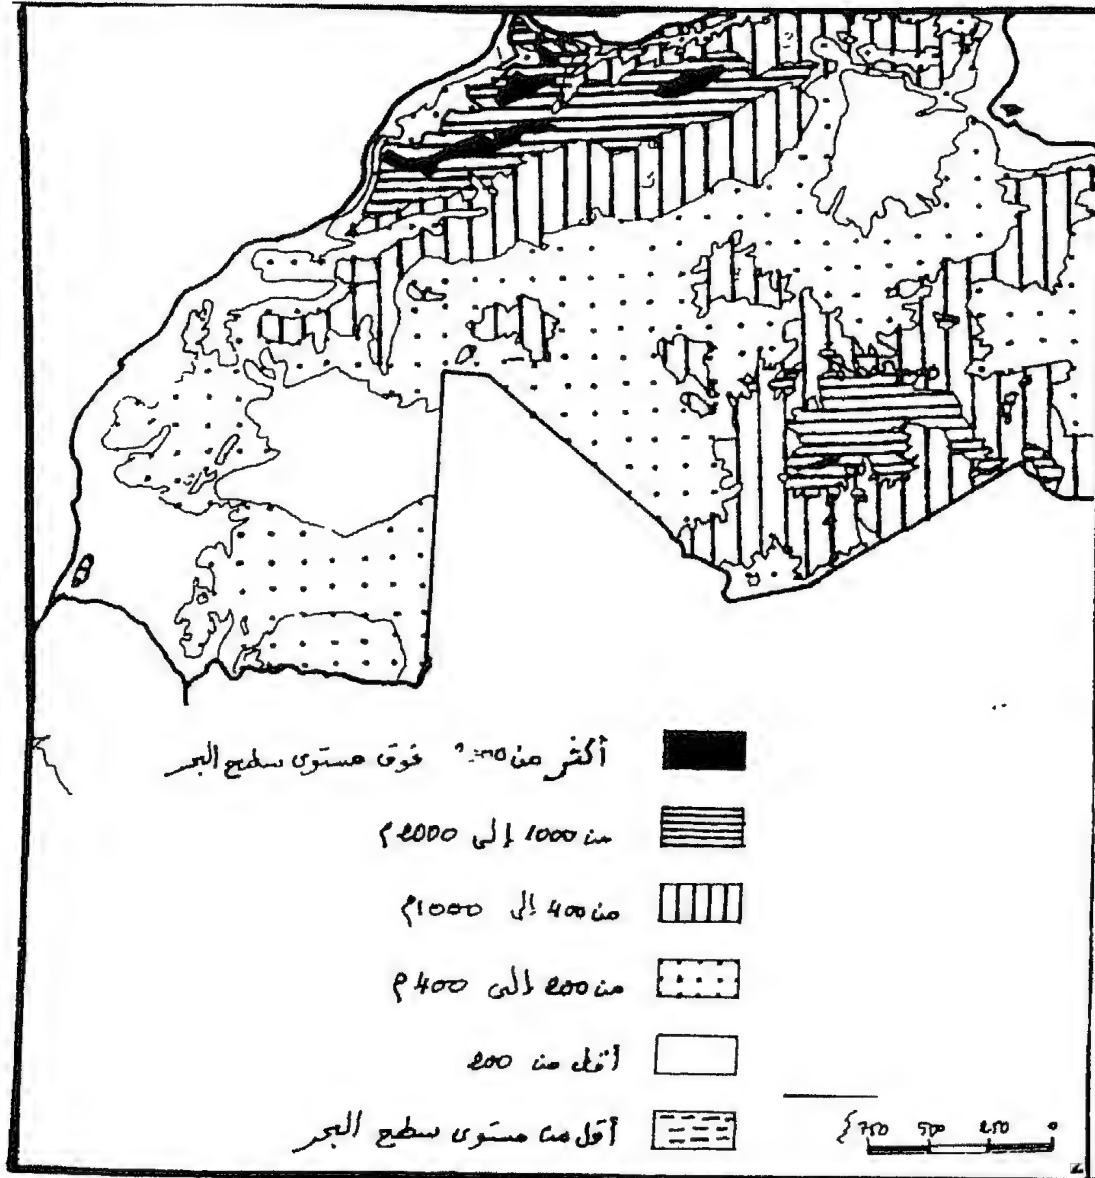 أكثر من فوق مستوى سطح البحر
من 1000 إلى 2000م
من 400 إلى 1000م
من 200 إلى 400م
أقل من 200
أقل من مستوى سطح البحر
750 500 250 0